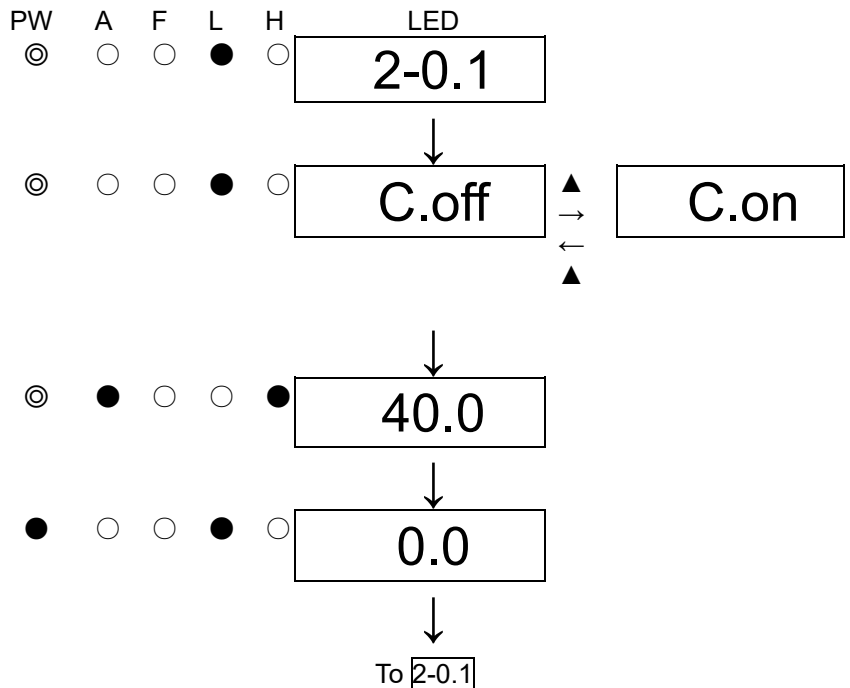 PW A F L H LED
◎ ○ ○ ● ○ 2-0.1
↓
◎ ○ ○ ● ○ C.off ▲ C.on
→
←
▲
↓
◎ ● ○ ○ ● 40.0
↓
● ○ ○ ● ○ 0.0
↓
To 2-0.1